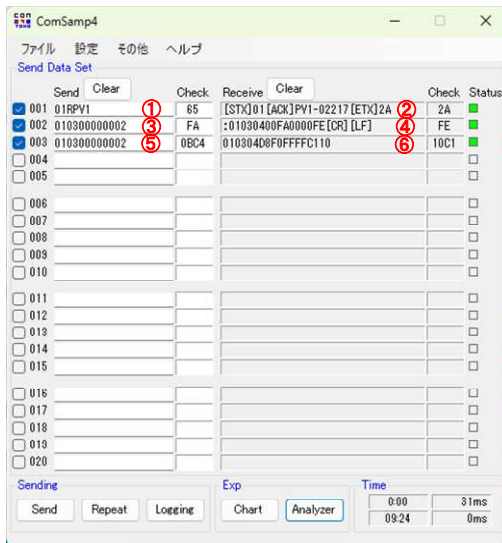 ComSamp4
ファイル 設定 その他 ヘルプ
Send Data Set
Send Clear Check Receive Clear Check Status
001 01RPV1 ① 65 [STX]01[ACK]PV1-02217[ETX]2A ② 2A
002 010300000002 ③ FA :01030400FA0000FE[CR][LF] ④ FE
003 010300000002 ⑤ 0BC4 010304D8F0FFFFC110 ⑥ 10C1
004
005
006
007
008
009
010
011
012
013
014
015
016
017
018
019
020
Sending Exp Time
Send Repeat Logging Chart Analyzer 0:00 31ms
09:24 0ms